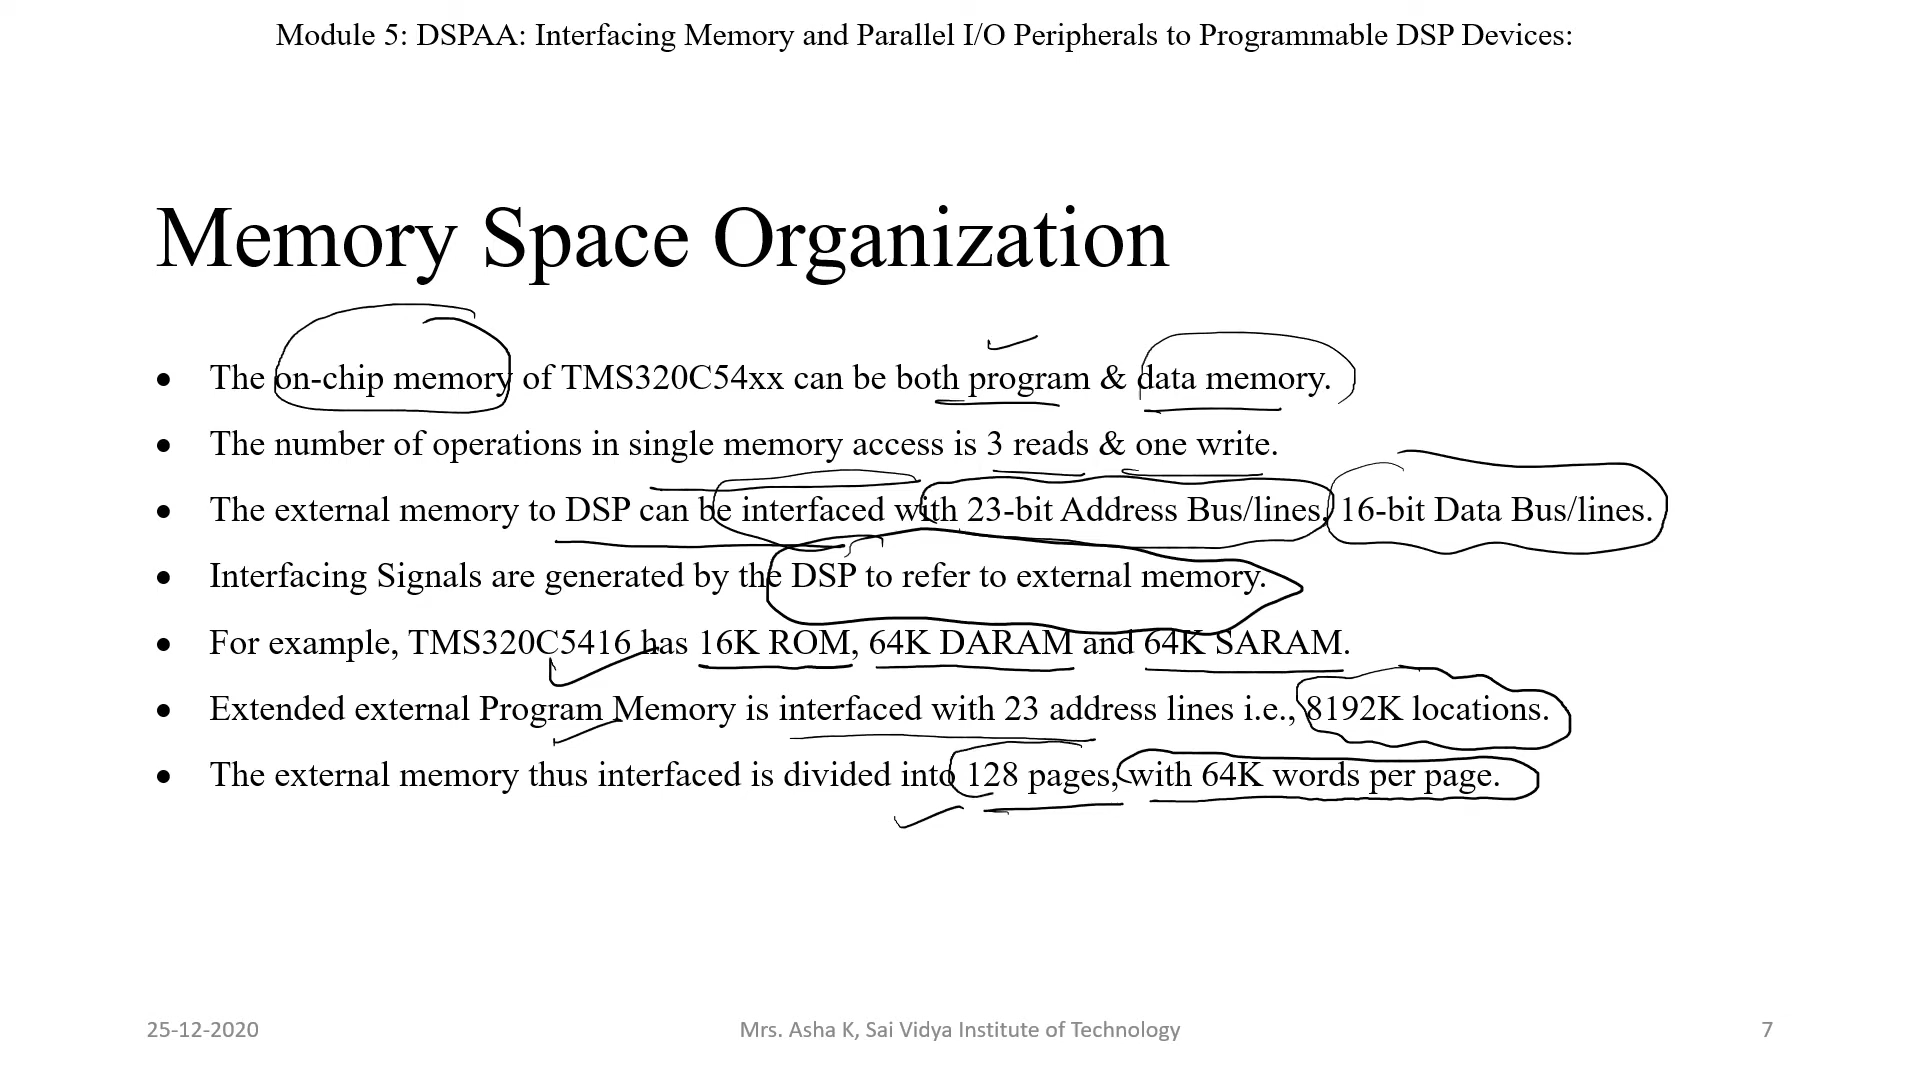 Module 5: DSPAA: Interfacing Memory and Parallel I/O Peripherals to Programmable DSP Devices:
Memory Space Organization
• The on-chip memory of TMS320C54xx can be both program & data memory.
• The number of operations in single memory access is 3 reads & one write.
• The external memory to DSP can be interfaced with 23-bit Address Bus/lines, 16-bit Data Bus/lines.
• Interfacing Signals are generated by the DSP to refer to external memory.
• For example, TMS320C5416 has 16K ROM, 64K DARAM and 64K SARAM.
• Extended external Program Memory is interfaced with 23 address lines i.e., 8192K locations.
• The external memory thus interfaced is divided into 128 pages, with 64K words per page.
25-12-2020
Mrs. Asha K, Sai Vidya Institute of Technology
7